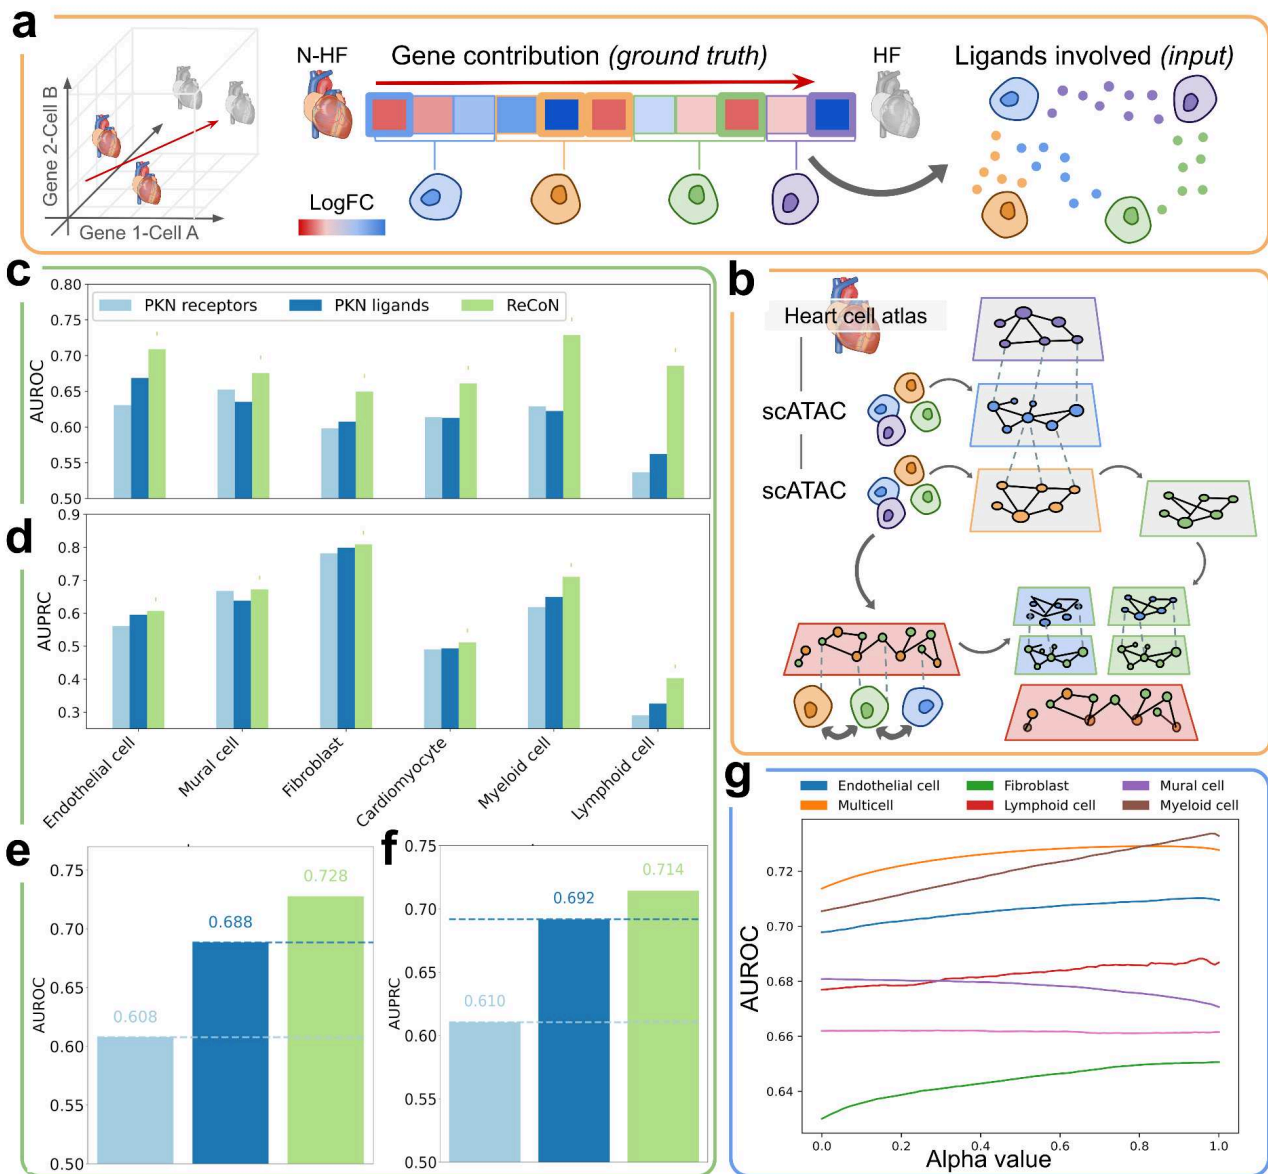 a
N-HF
Gene contribution (ground truth)
HF
Ligands involved (input)
Gene 2-Cell B
Gene 1-Cell A
LogFC
c
PKN receptors
PKN ligands
ReCoN
AUROC
0.80
0.75
0.70
0.65
0.60
0.55
0.50
d
AUPRC
0.9
0.8
0.7
0.6
0.5
0.4
0.3
Endothelial cell
Mural cell
Fibroblast
Cardiomyocyte
Myeloid cell
Lymphoid cell
b
Heart cell atlas
scATAC
scATAC
e
AUROC
0.75
0.70
0.65
0.60
0.55
0.50
0.608
0.688
0.728
f
AUPRC
0.75
0.70
0.65
0.60
0.55
0.50
0.610
0.692
0.714
g
Endothelial cell
Fibroblast
Mural cell
Multicell
Lymphoid cell
Myeloid cell
AUROC
0.72
0.70
0.68
0.66
0.64
0.0
0.2
0.4
0.6
0.8
1.0
Alpha value